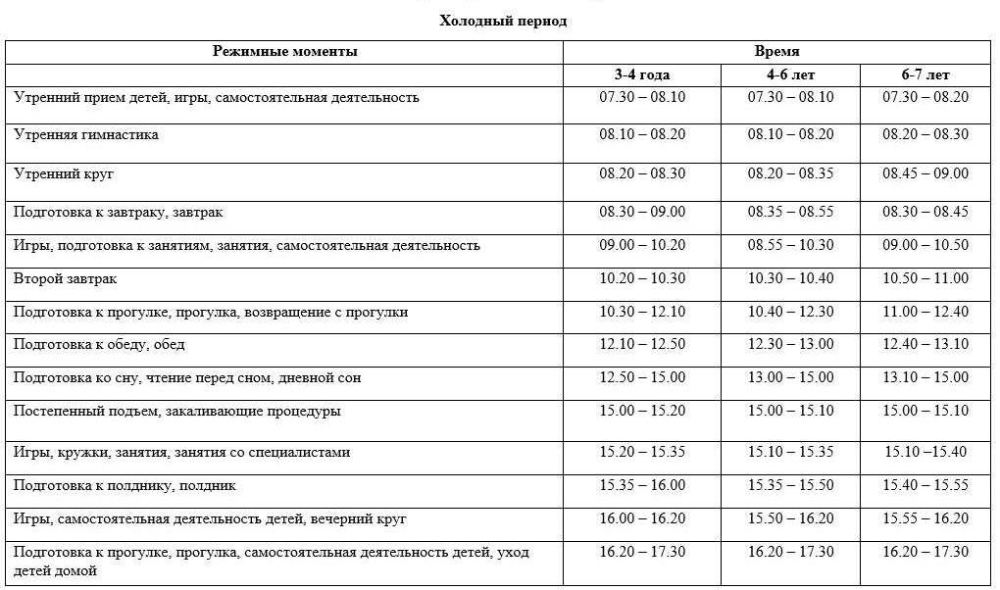 Холодный период
Режимные моменты Время
3-4 года 4-6 лет 6-7 лет
Утренний прием детей, игры, самостоятельная деятельность 07.30 – 08.10 07.30 – 08.10 07.30 – 08.20
Утренняя гимнастика 08.10 – 08.20 08.10 – 08.20 08.20 – 08.30
Утренний круг 08.20 – 08.30 08.20 – 08.35 08.45 – 09.00
Подготовка к завтраку, завтрак 08.30 – 09.00 08.35 – 08.55 08.30 – 08.45
Игры, подготовка к занятиям, занятия, самостоятельная деятельность 09.00 – 10.20 08.55 – 10.30 09.00 – 10.50
Второй завтрак 10.20 – 10.30 10.30 – 10.40 10.50 – 11.00
Подготовка к прогулке, прогулка, возвращение с прогулки 10.30 – 12.10 10.40 – 12.30 11.00 – 12.40
Подготовка к обеду, обед 12.10 – 12.50 12.30 – 13.00 12.40 – 13.10
Подготовка ко сну, чтение перед сном, дневной сон 12.50 – 15.00 13.00 – 15.00 13.10 – 15.00
Постепенный подъем, закаливающие процедуры 15.00 – 15.20 15.00 – 15.10 15.00 – 15.10
Игры, кружки, занятия, занятия со специалистами 15.20 – 15.35 15.10 – 15.35 15.10 –15.40
Подготовка к полднику, полдник 15.35 – 16.00 15.35 – 15.50 15.40 – 15.55
Игры, самостоятельная деятельность детей, вечерний круг 16.00 – 16.20 15.50 – 16.20 15.55 – 16.20
Подготовка к прогулке, прогулка, самостоятельная деятельность детей, уход 16.20 – 17.30 16.20 – 17.30 16.20 – 17.30
детей домой